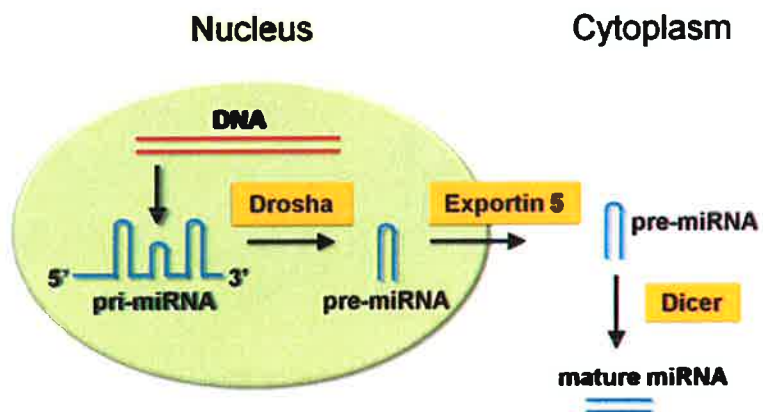 Nucleus
Cytoplasm
DNA
Drosha
Exportin 5
5'
3'
pri-miRNA
pre-miRNA
pre-miRNA
Dicer
mature miRNA